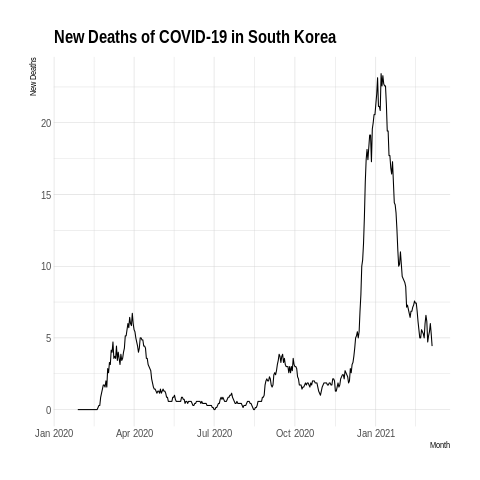 New Deaths of COVID-19 in South Korea
New Deaths
20
15
10
5
0
Jan 2020 Apr 2020 Jul 2020 Oct 2020 Jan 2021
Month